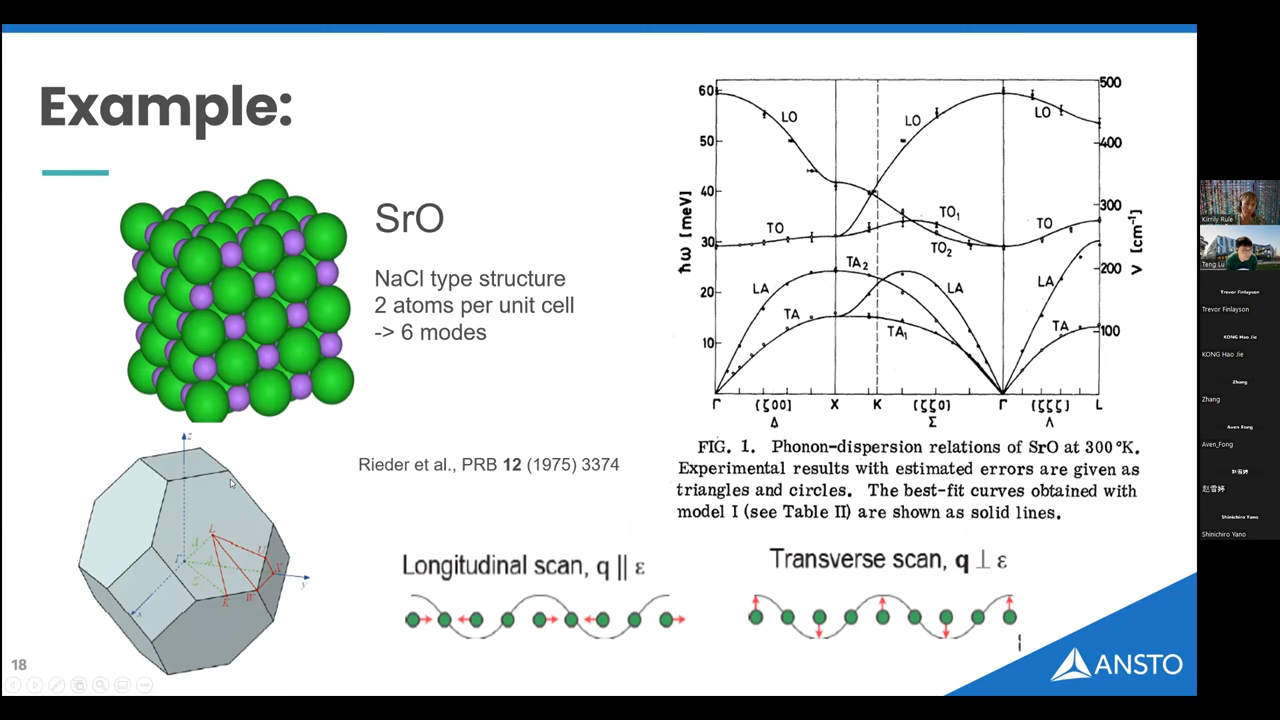 Example:
SrO
NaCl type structure
2 atoms per unit cell
-> 6 modes
Rieder et al., PRB 12 (1975) 3374
60
50
40
30
20
10
ħω [meV]
500
400
300
200
100
ν [cm⁻¹]
LO
LO
LO
TO
TO₁
TO₂
TO
TA₂
LA
LA
LA
TA
TA₁
TA
Γ
[ζ00]
X
K
[ζζ0]
Γ
[ζζζ]
L
Δ
Σ
Λ
FIG. 1. Phonon-dispersion relations of SrO at 300 °K.
Experimental results with estimated errors are given as
triangles and circles. The best-fit curves obtained with
model I (see Table II) are shown as solid lines.
z
L
Γ
U
X
K
W
x
y
Longitudinal scan, q || ε
Transverse scan, q ⊥ ε
18
ANSTO
Kirrily Rule
Teng Lu
Trevor Finlayson
Trevor Finlayson
KONG Hao Jie
KONG Hao Jie
Zhang
Zhang
Aven Fong
Aven_Fong
赵雪婷
赵雪婷
Shinichiro Yano
Shinichiro Yano